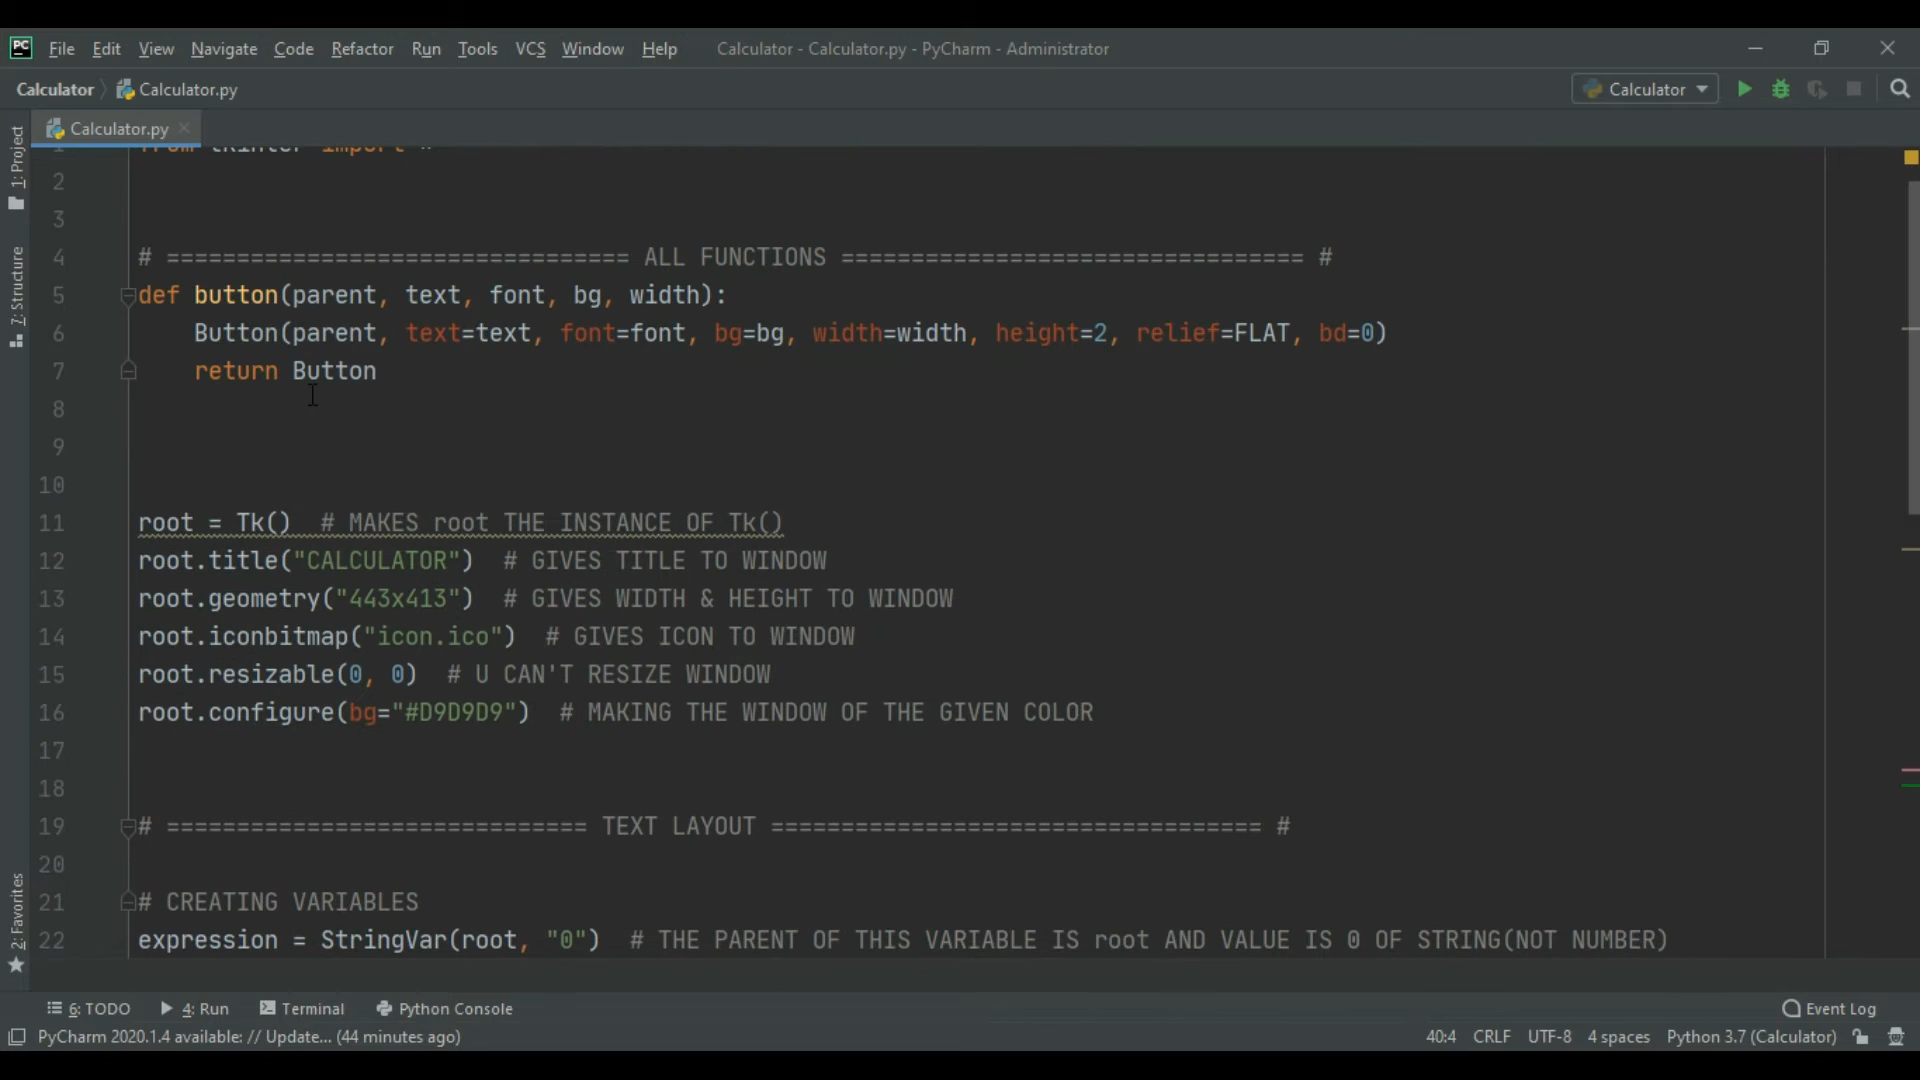 PC File Edit View Navigate Code Refactor Run Tools VCS Window Help Calculator - Calculator.py - PyCharm - Administrator
Calculator Calculator.py Calculator
1: Project
Calculator.py
7: Structure
2: Favorites
1 from tkinter import *
2
3
4 # ================================= ALL FUNCTIONS ================================= #
5 def button(parent, text, font, bg, width):
6 Button(parent, text=text, font=font, bg=bg, width=width, height=2, relief=FLAT, bd=0)
7 return Button
8
9
10
11 root = Tk() # MAKES root THE INSTANCE OF Tk()
12 root.title("CALCULATOR") # GIVES TITLE TO WINDOW
13 root.geometry("443x413") # GIVES WIDTH & HEIGHT TO WINDOW
14 root.iconbitmap("icon.ico") # GIVES ICON TO WINDOW
15 root.resizable(0, 0) # U CAN'T RESIZE WINDOW
16 root.configure(bg="#D9D9D9") # MAKING THE WINDOW OF THE GIVEN COLOR
17
18
19 # ============================== TEXT LAYOUT =================================== #
20
21 # CREATING VARIABLES
22 expression = StringVar(root, "0") # THE PARENT OF THIS VARIABLE IS root AND VALUE IS 0 OF STRING(NOT NUMBER)
6: TODO 4: Run Terminal Python Console Event Log
PyCharm 2020.1.4 available: // Update... (44 minutes ago) 40:4 CRLF UTF-8 4 spaces Python 3.7 (Calculator)